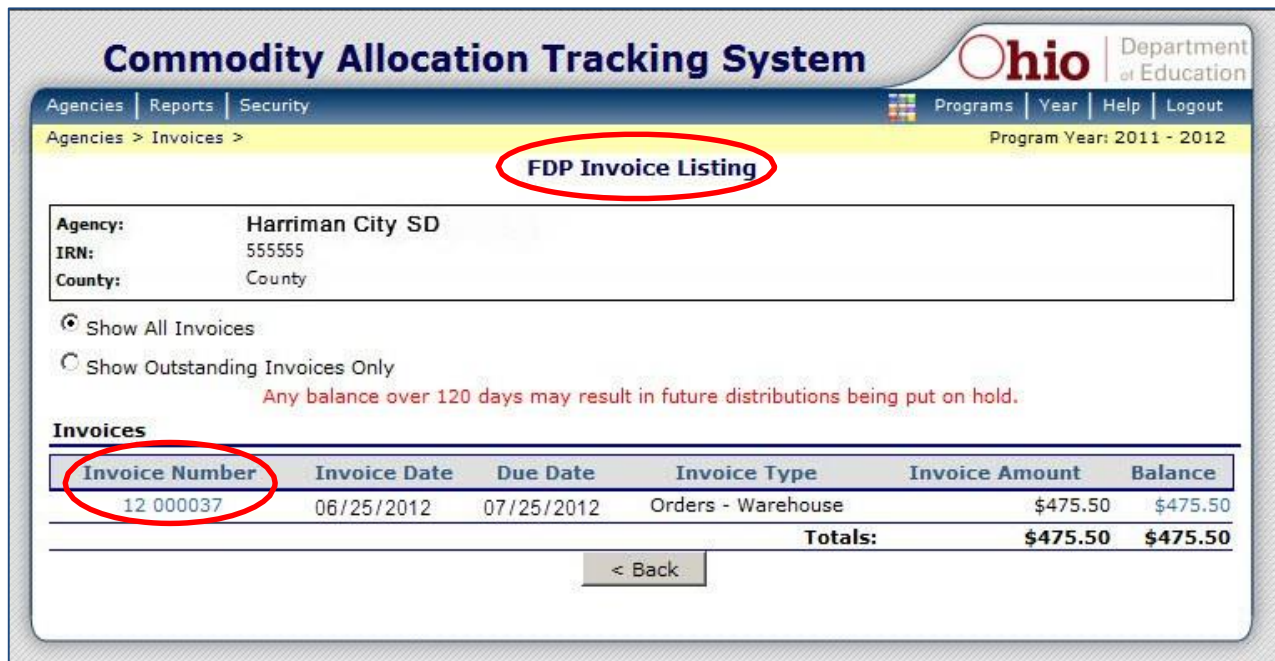 Commodity Allocation Tracking System
Ohio Department of Education
Agencies | Reports | Security Programs | Year | Help | Logout
Agencies > Invoices > Program Year: 2011 - 2012
FDP Invoice Listing
Agency: Harriman City SD
IRN: 555555
County: County
Show All Invoices
Show Outstanding Invoices Only
Any balance over 120 days may result in future distributions being put on hold.
Invoices
Invoice Number Invoice Date Due Date Invoice Type Invoice Amount Balance
12 000037 06/25/2012 07/25/2012 Orders - Warehouse $475.50 $475.50
Totals: $475.50 $475.50
< Back